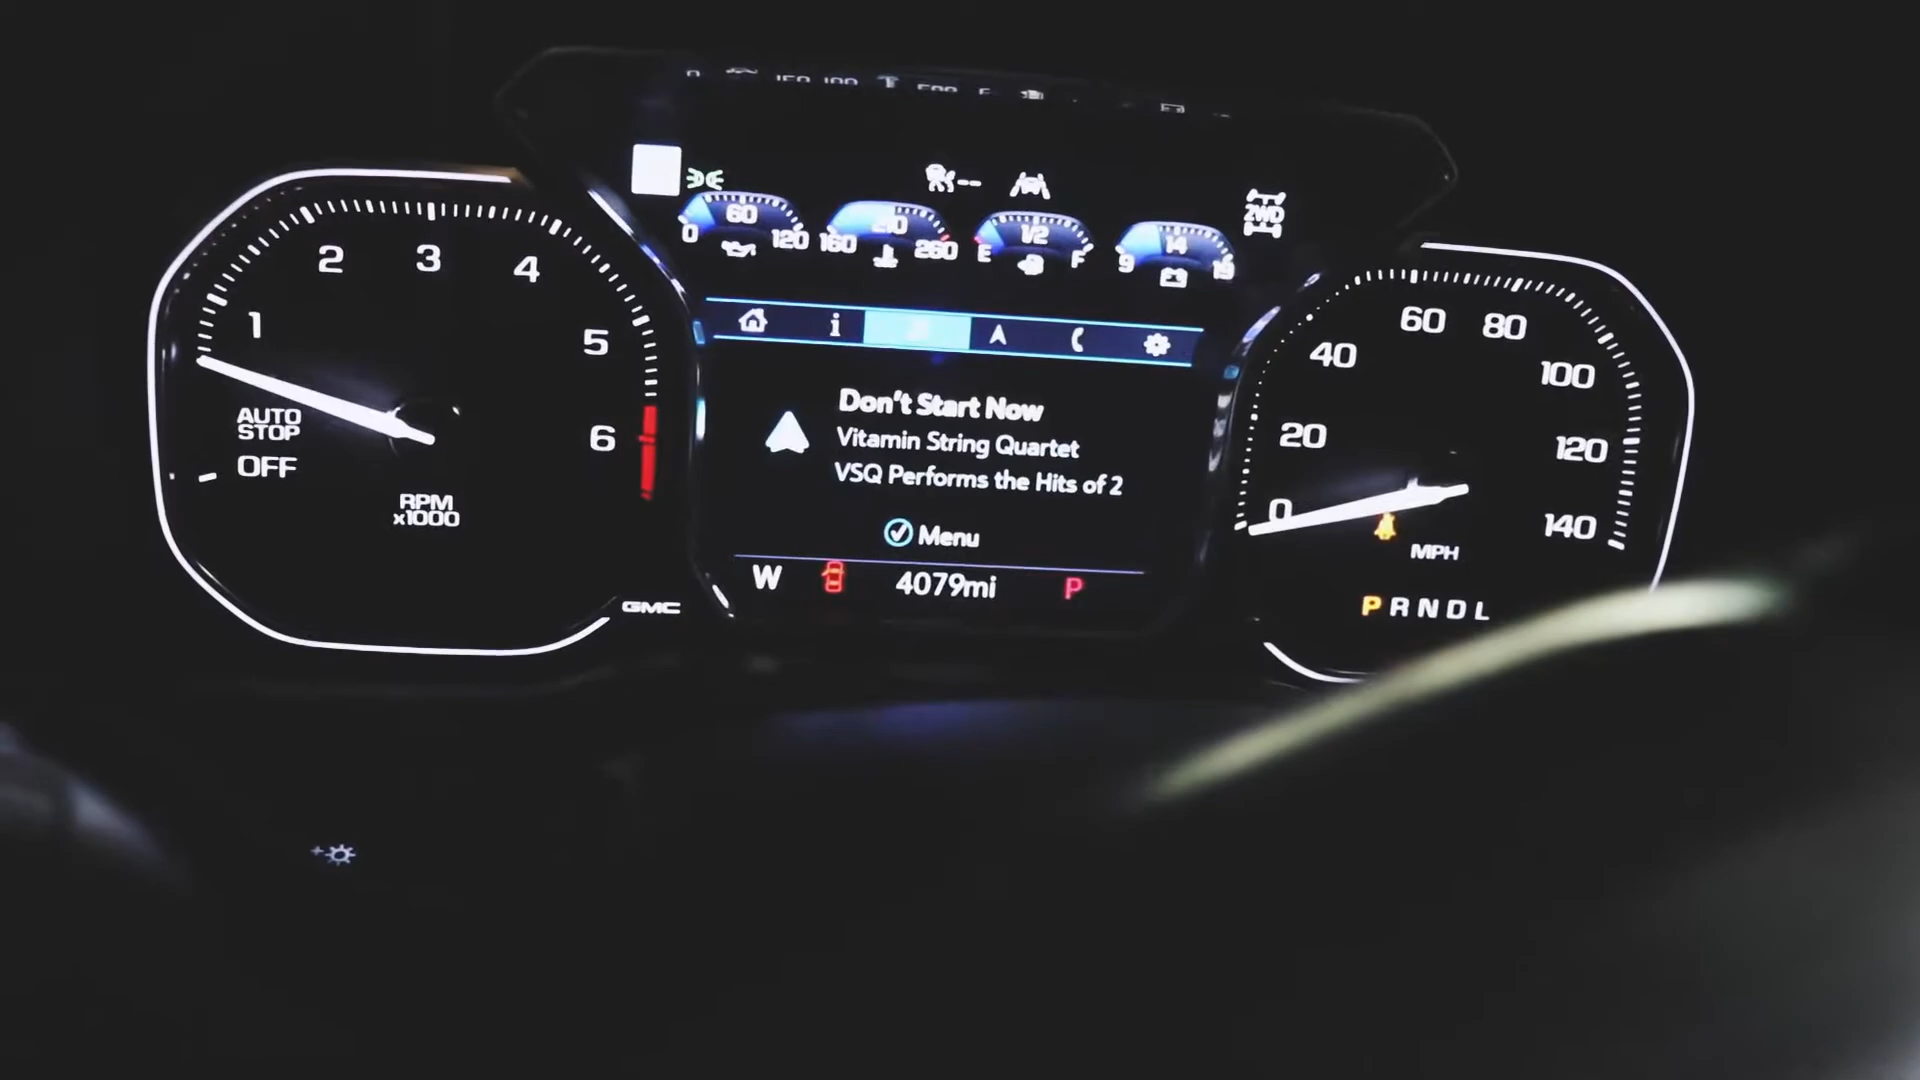 2WD
60
0 120
210
160 260
1/2
E F
14
9 19
1 2 3 4 5 6
AUTO
STOP
OFF
RPM
x1000
GMC
Don't Start Now
Vitamin String Quartet
VSQ Performs the Hits of 2
Menu
W 4079mi P
0 20 40 60 80 100 120 140
MPH
P R N D L